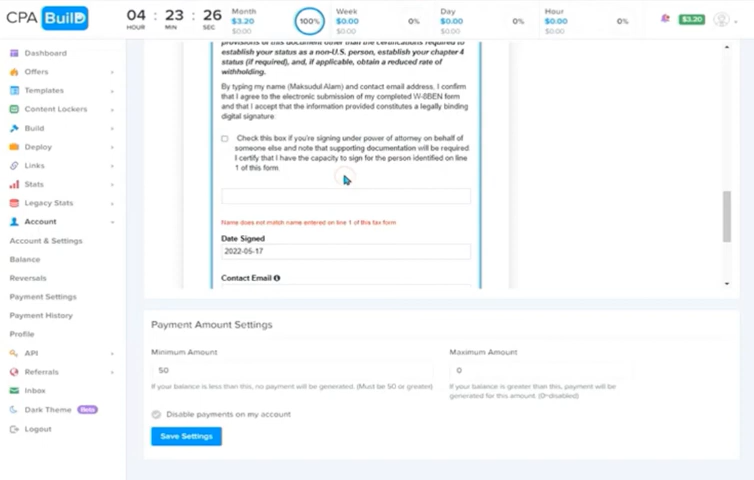 CPA BuilD
04 : 23 : 26
HOUR MIN SEC
Month
$3.20
$0.00
100%
Week
$0.00
$0.00
0%
Day
$0.00
$0.00
0%
Hour
$0.00
$0.00
0%
$3.20
Dashboard
Offers
Templates
Content Lockers
Build
Deploy
Links
Stats
Legacy Stats
Account
Account & Settings
Balance
Reversals
Payment Settings
Payment History
Profile
API
Referrals
Inbox
Dark Theme Beta
Logout
provisions of this document other than the certifications required to
establish your status as a non-U.S. person, establish your chapter 4
status (if required), and, if applicable, obtain a reduced rate of
withholding.
By typing my name (Maksudul Alam) and contact email address, I confirm
that I agree to the electronic submission of my completed W-8BEN form
and that I accept that the information provided constitutes a legally binding
digital signature:
Check this box if you're signing under power of attorney on behalf of
someone else and note that supporting documentation will be required
I certify that I have the capacity to sign for the person identified on line
1 of this form
Name does not match name entered on line 1 of this tax form
Date Signed
2022-05-17
Contact Email
Payment Amount Settings
Minimum Amount
50
If your balance is less than this, no payment will be generated. (Must be 50 or greater)
Maximum Amount
0
If your balance is greater than this, payment will be
generated for this amount. (0=disabled)
Disable payments on my account
Save Settings